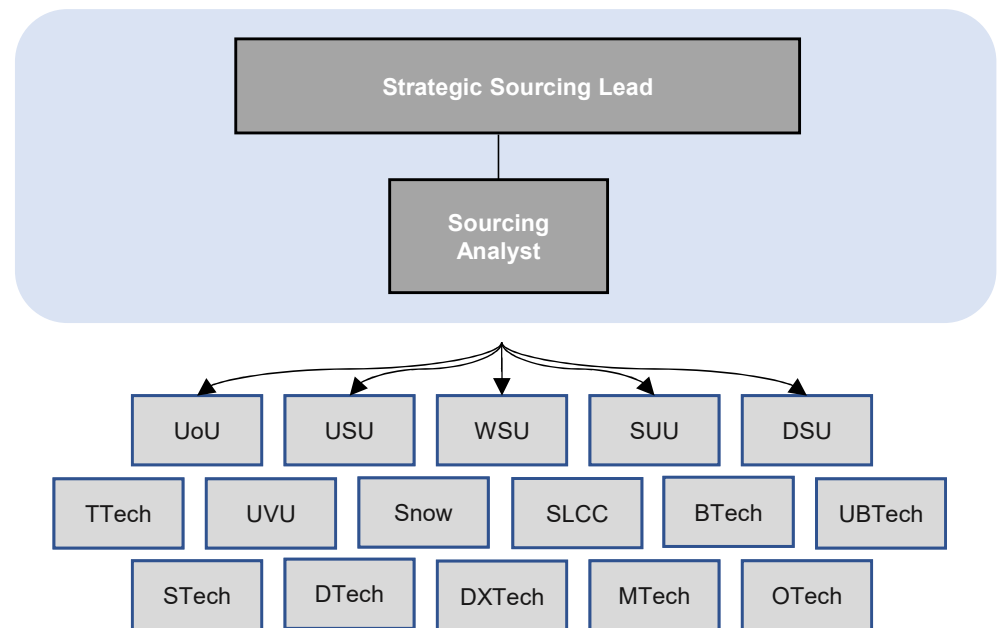 Strategic Sourcing Lead
Sourcing
Analyst
UoU
USU
WSU
SUU
DSU
TTech
UVU
Snow
SLCC
BTech
UBTech
STech
DTech
DXTech
MTech
OTech